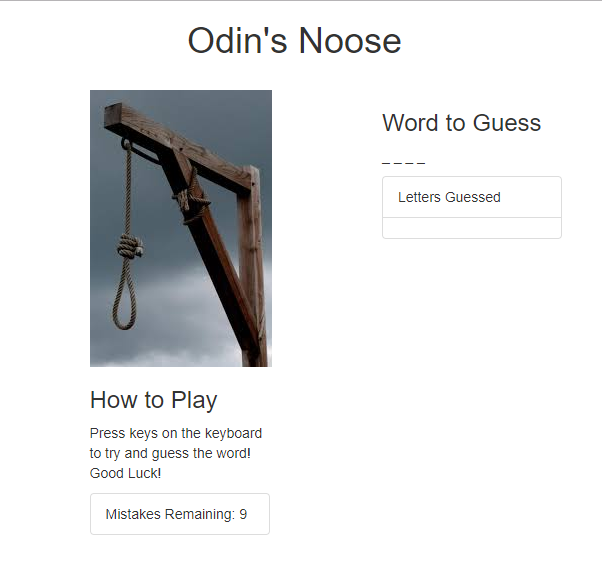 Odin's Noose
How to Play
Press keys on the keyboard
to try and guess the word!
Good Luck!
Mistakes Remaining: 9
Word to Guess
_ _ _ _
Letters Guessed